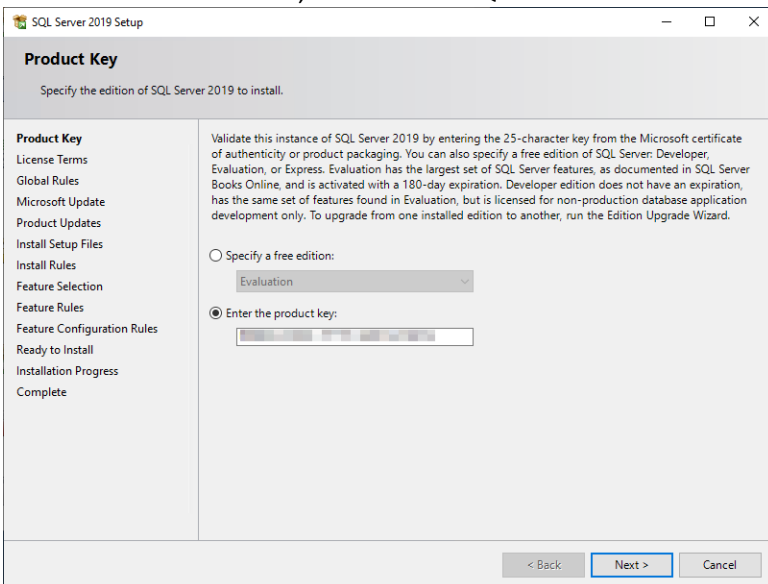 SQL Server 2019 Setup
Product Key
Specify the edition of SQL Server 2019 to install.
Product Key
License Terms
Global Rules
Microsoft Update
Product Updates
Install Setup Files
Install Rules
Feature Selection
Feature Rules
Feature Configuration Rules
Ready to Install
Installation Progress
Complete
Validate this instance of SQL Server 2019 by entering the 25-character key from the Microsoft certificate
of authenticity or product packaging. You can also specify a free edition of SQL Server: Developer,
Evaluation, or Express. Evaluation has the largest set of SQL Server features, as documented in SQL Server
Books Online, and is activated with a 180-day expiration. Developer edition does not have an expiration,
has the same set of features found in Evaluation, but is licensed for non-production database application
development only. To upgrade from one installed edition to another, run the Edition Upgrade Wizard.
Specify a free edition:
Evaluation
Enter the product key:
< Back
Next >
Cancel